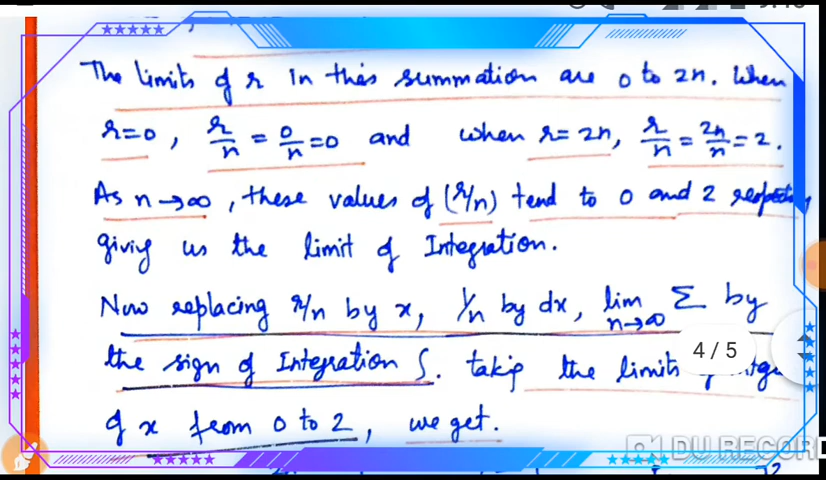 The limits of r in this summation are 0 to 2n. When
r=0, r/n = 0/n = 0 and when r=2n, r/n = 2n/n = 2.
As n→∞, these values of (r/n) tend to 0 and 2
giving us the limit of Integration.
Now replacing r/n by x, 1/n by dx, lim n→∞ Σ by
the sign of Integration ∫. takip the limits
of x from 0 to 2, we get.
4 / 5
DU RECORD